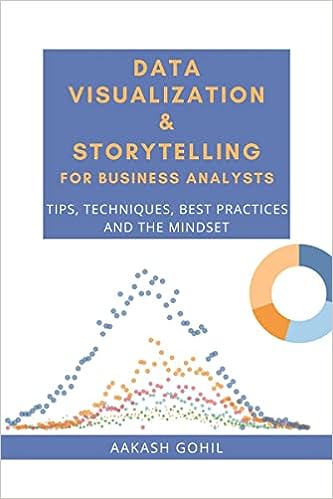 DATA
VISUALIZATION
&
STORYTELLING
FOR BUSINESS ANALYSTS
TIPS, TECHNIQUES, BEST PRACTICES
AND THE MINDSET
AAKASH GOHIL